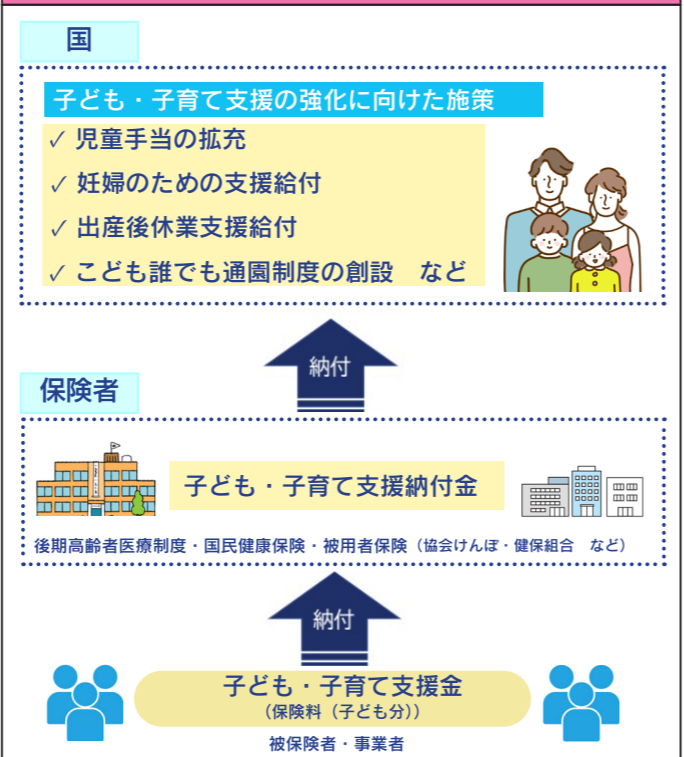 国
子ども・子育て支援の強化に向けた施策
✓ 児童手当の拡充
✓ 妊婦のための支援給付
✓ 出産後休業支援給付
✓ こども誰でも通園制度の創設　など
納付
保険者
子ども・子育て支援納付金
後期高齢者医療制度・国民健康保険・被用者保険（協会けんぽ・健保組合　など）
納付
子ども・子育て支援金
（保険料（子ども分））
被保険者・事業者